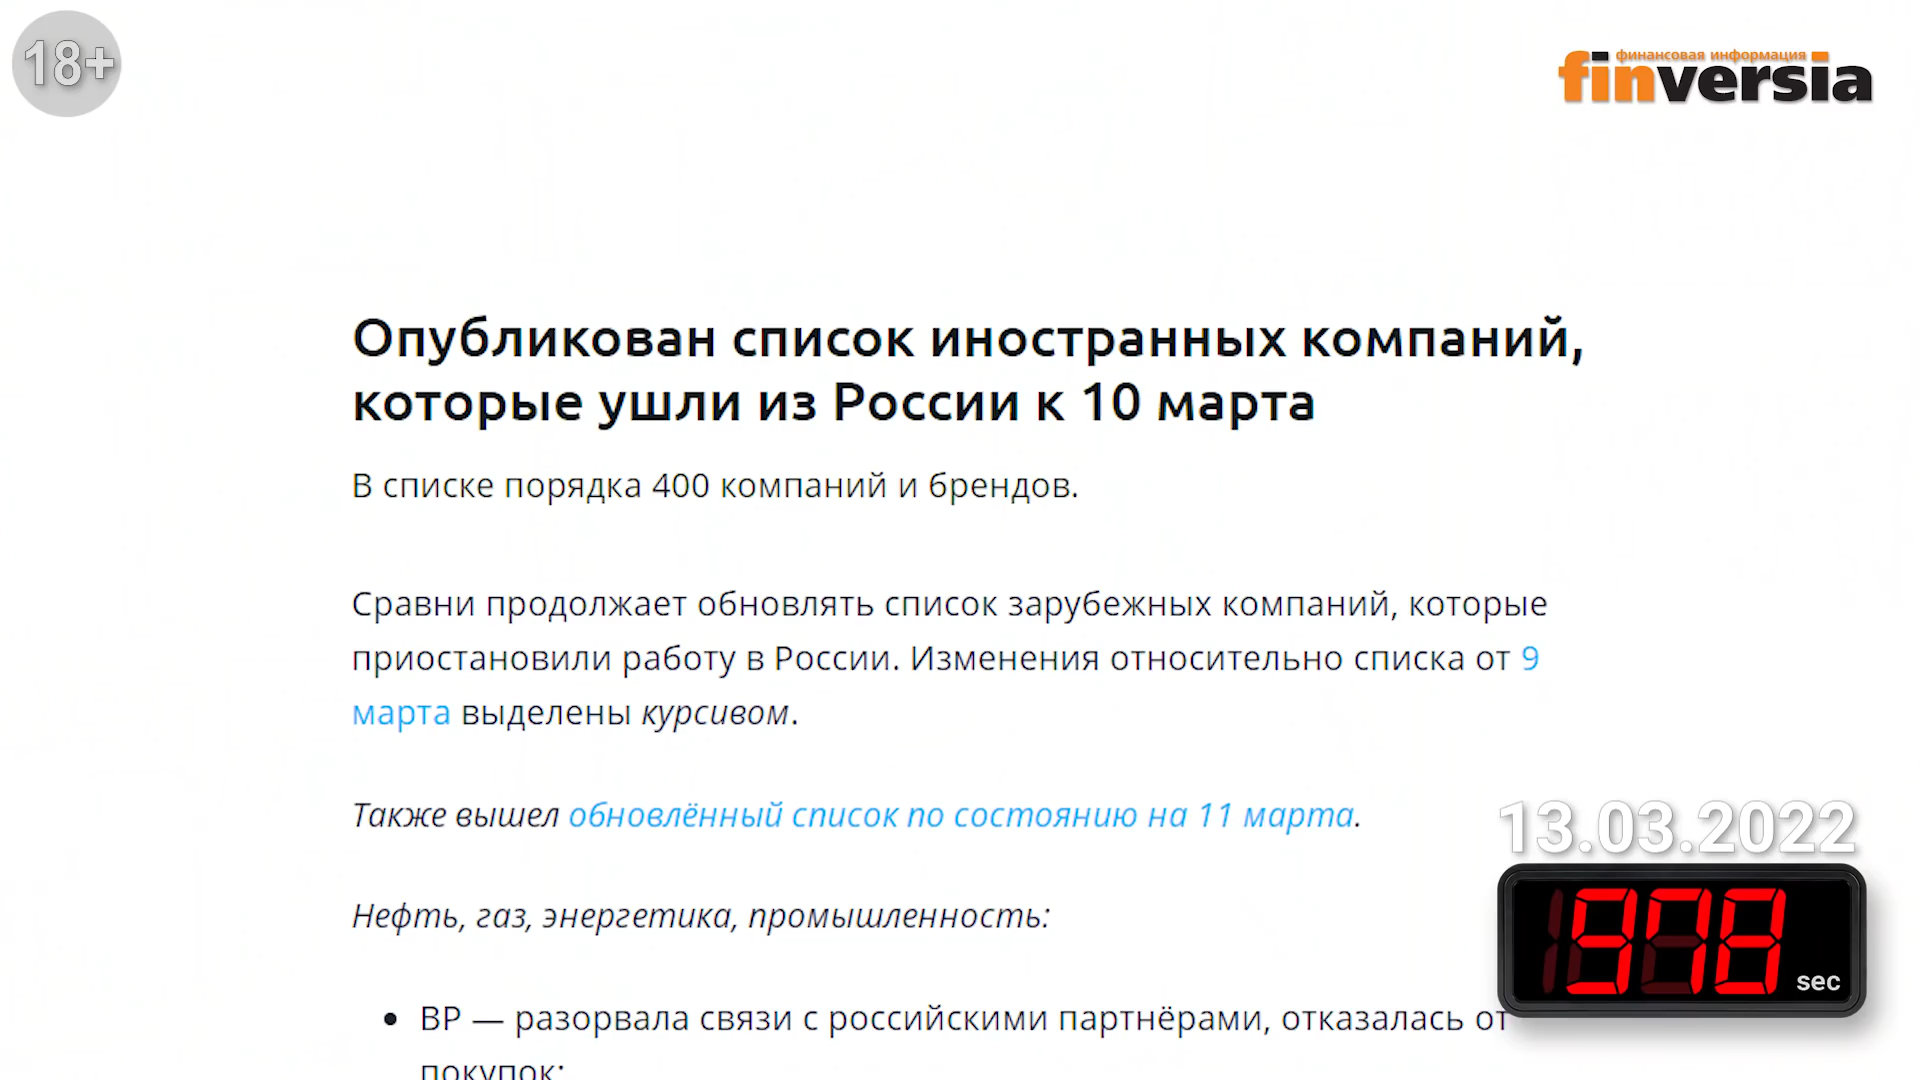 18+
финансовая информация
finversia
Опубликован список иностранных компаний,
которые ушли из России к 10 марта
В списке порядка 400 компаний и брендов.
Сравни продолжает обновлять список зарубежных компаний, которые
приостановили работу в России. Изменения относительно списка от 9
марта выделены курсивом.
Также вышел обновлённый список по состоянию на 11 марта.
13.03.2022
978
sec
Нефть, газ, энергетика, промышленность:
BP — разорвала связи с российскими партнёрами, отказалась от
покупок;